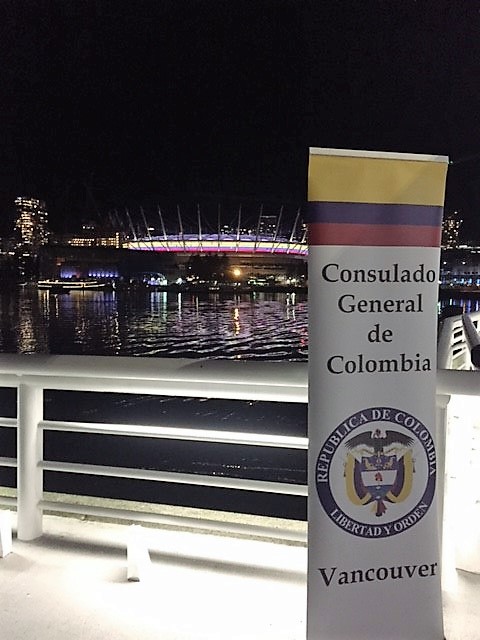 Consulado
General
de
Colombia
REPUBLICA DE COLOMBIA
LIBERTAD Y ORDEN
Vancouver